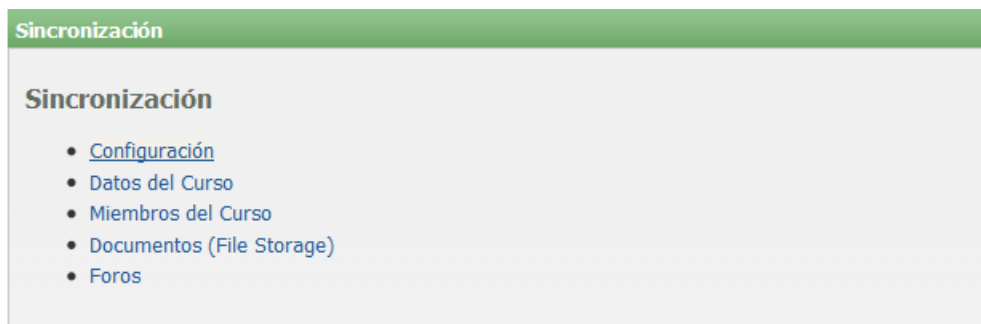 Sincronización
Sincronización
Configuración
Datos del Curso
Miembros del Curso
Documentos (File Storage)
Foros